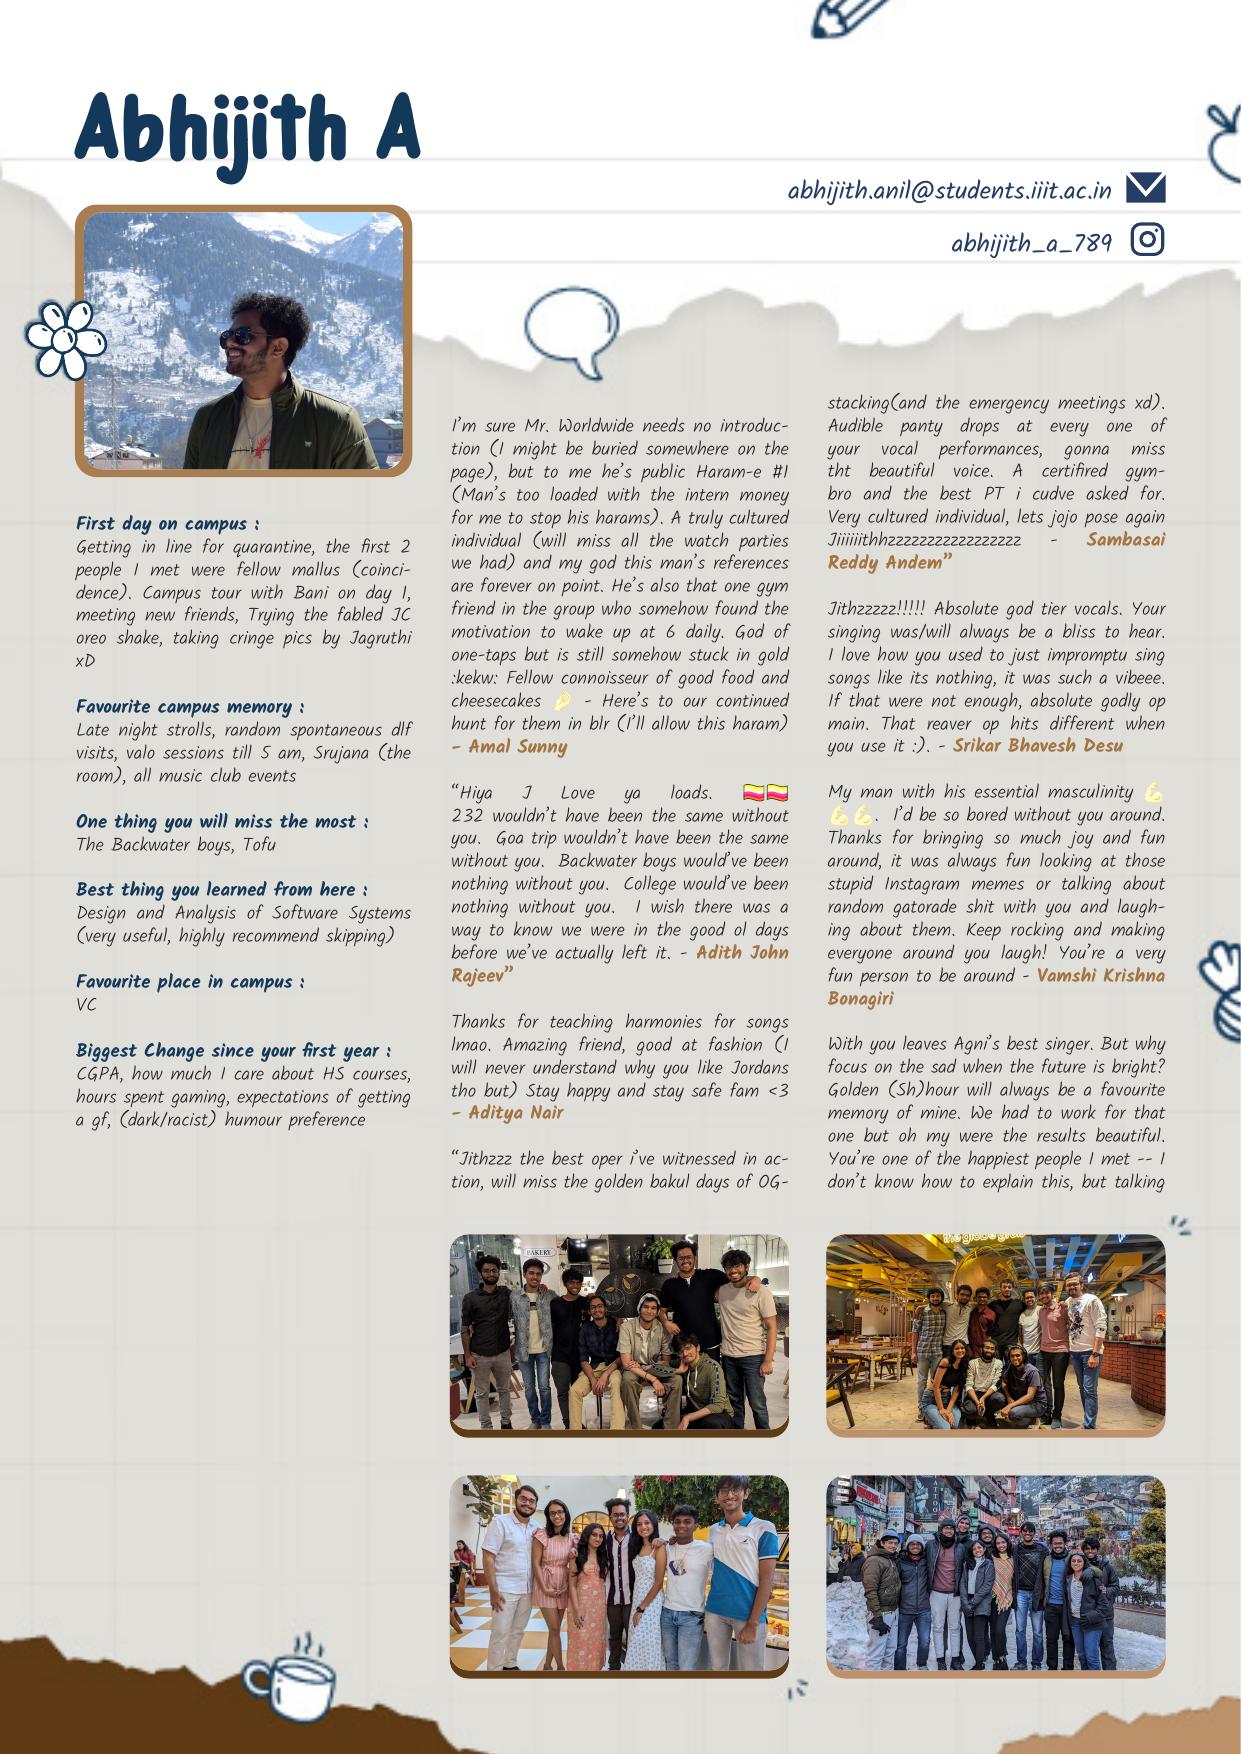 Abhijith A
abhijith.anil@students.iiit.ac.in
abhijith_a_789
First day on campus :
Getting in line for quarantine, the first 2
people I met were fellow mallus (coinci-
dence). Campus tour with Bani on day 1,
meeting new friends, Trying the fabled JC
oreo shake, taking cringe pics by Jagruthi
xD
Favourite campus memory :
Late night strolls, random spontaneous dlf
visits, valo sessions till 5 am, Srujana (the
room), all music club events
One thing you will miss the most :
The Backwater boys, Tofu
Best thing you learned from here :
Design and Analysis of Software Systems
(very useful, highly recommend skipping)
Favourite place in campus :
VC
Biggest Change since your first year :
CGPA, how much I care about HS courses,
hours spent gaming, expectations of getting
a gf, (dark/racist) humour preference
I'm sure Mr. Worldwide needs no introduc-
tion (I might be buried somewhere on the
page), but to me he's public Haram-e #1
(Man's too loaded with the intern money
for me to stop his harams). A truly cultured
individual (will miss all the watch parties
we had) and my god this man's references
are forever on point. He's also that one gym
friend in the group who somehow found the
motivation to wake up at 6 daily. God of
one-taps but is still somehow stuck in gold
:kekw: Fellow connoisseur of good food and
cheesecakes 🤌 - Here's to our continued
hunt for them in blr (I'll allow this haram)
- Amal Sunny
“Hiya J Love ya loads.
232 wouldn't have been the same without
you. Goa trip wouldn't have been the same
without you. Backwater boys would've been
nothing without you. College would've been
nothing without you. I wish there was a
way to know we were in the good ol days
before we've actually left it. - Adith John
Rajeev”
Thanks for teaching harmonies for songs
lmao. Amazing friend, good at fashion (I
will never understand why you like Jordans
tho but) Stay happy and stay safe fam <3
- Aditya Nair
“Jithzzz the best oper i've witnessed in ac-
tion, will miss the golden bakul days of OG-
stacking(and the emergency meetings xd).
Audible panty drops at every one of
your vocal performances, gonna miss
tht beautiful voice. A certifired gym-
bro and the best PT i cudve asked for.
Very cultured individual, lets jojo pose again
Jiiiiiithhzzzzzzzzzzzzzzzzzz - Sambasai
Reddy Andem”
Jithzzzzz!!!!! Absolute god tier vocals. Your
singing was/will always be a bliss to hear.
I love how you used to just impromptu sing
songs like its nothing, it was such a vibeee.
If that were not enough, absolute godly op
main. That reaver op hits different when
you use it :). - Srikar Bhavesh Desu
My man with his essential masculinity 💪
💪💪. I'd be so bored without you around.
Thanks for bringing so much joy and fun
around, it was always fun looking at those
stupid Instagram memes or talking about
random gatorade shit with you and laugh-
ing about them. Keep rocking and making
everyone around you laugh! You're a very
fun person to be around - Vamshi Krishna
Bonagiri
With you leaves Agni's best singer. But why
focus on the sad when the future is bright?
Golden (Sh)hour will always be a favourite
memory of mine. We had to work for that
one but oh my were the results beautiful.
You're one of the happiest people I met -- I
don't know how to explain this, but talking
BAKERY
TATTOO